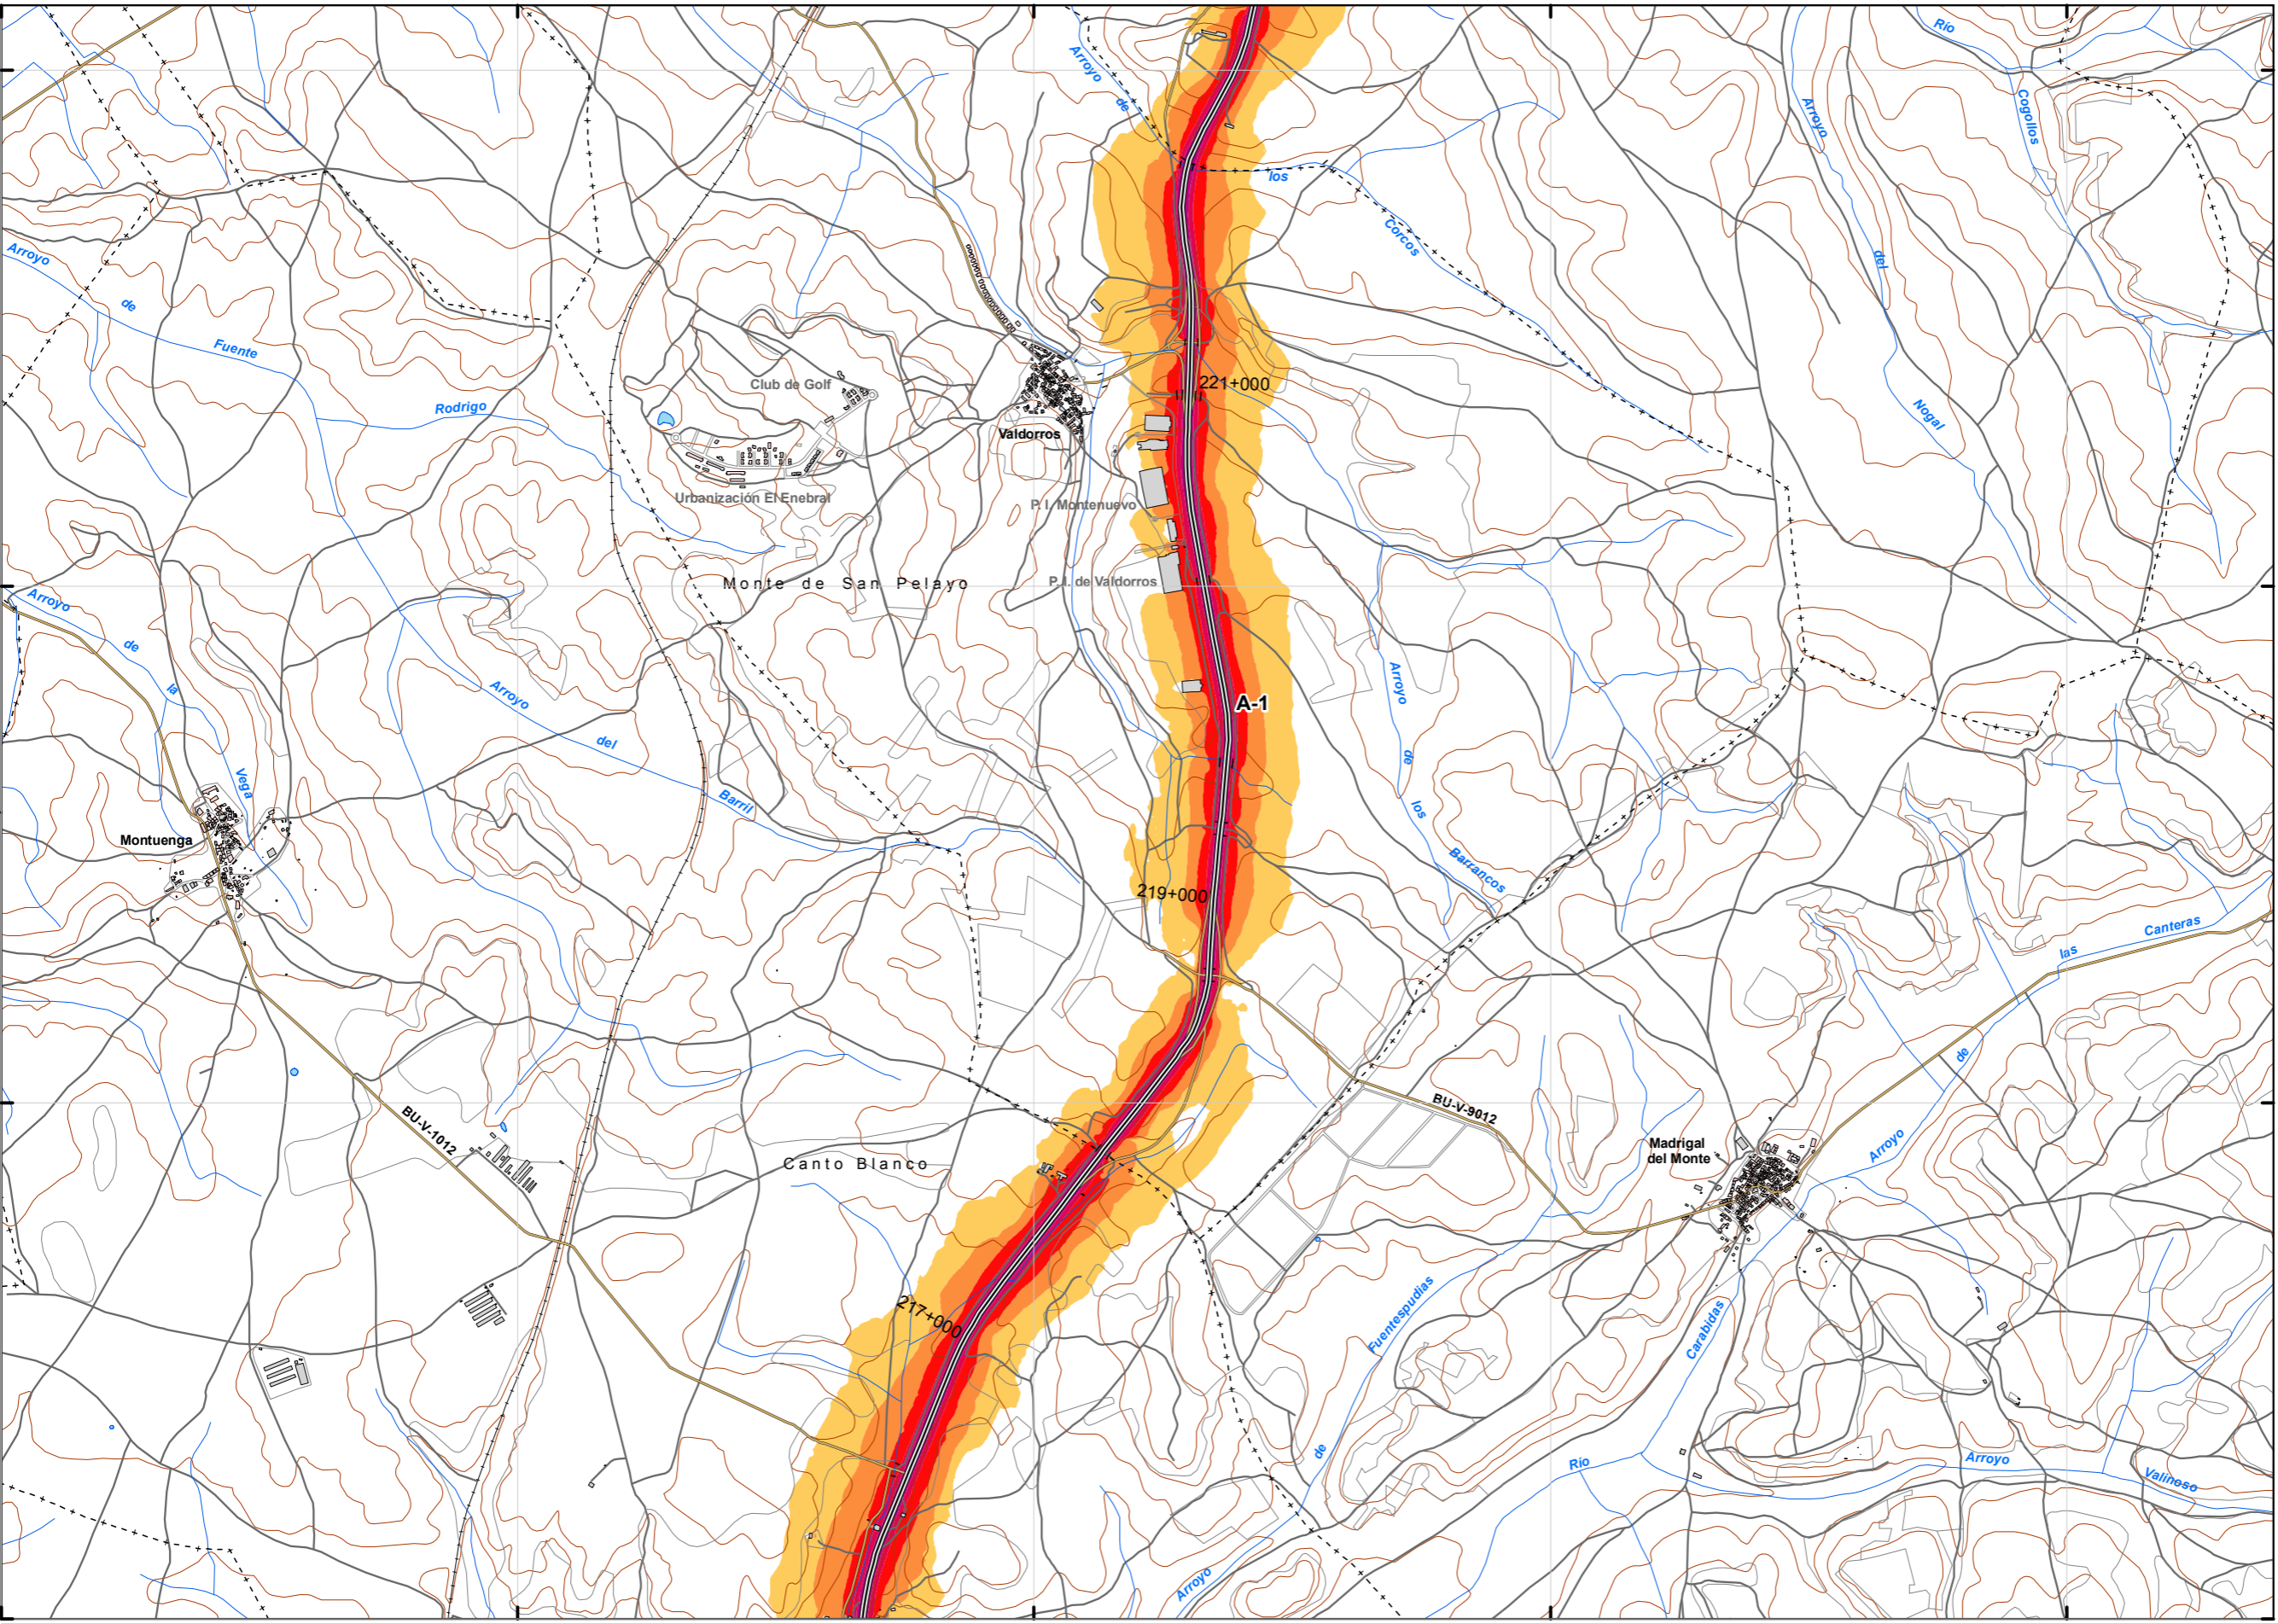 Río
Cogollos
Arroyo
de
los
Corcos
Arroyo
del
Nogal
Arroyo
de
Fuente
Rodrigo
Club de Golf
Urbanización El Enebral
Valdorros
221+000
P. I. Montenuevo
P. I. de Valdorros
Monte de San Pelayo
Arroyo
de
la
Vega
Montuenga
Arroyo
del
Barril
A-1
Arroyo
de
los
Barrancos
219+000
Arroyo
de
las
Canteras
BU-V-1012
BU-V-9012
Canto Blanco
Madrigal
del Monte
217+000
Arroyo
de
Fuentespudias
Río
Carabidas
Arroyo
Valinoso